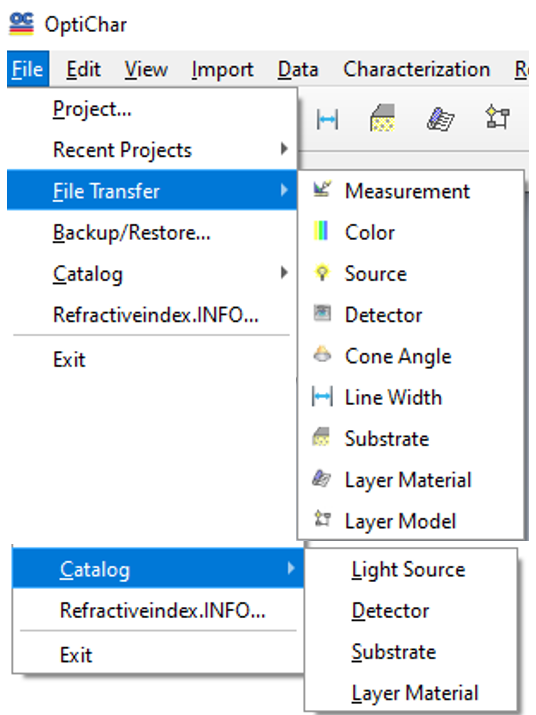 OptiChar
File Edit View Import Data Characterization
Project...
Recent Projects
File Transfer
Measurement
Backup/Restore...
Color
Catalog
Source
Refractiveindex.INFO...
Detector
Exit
Cone Angle
Line Width
Substrate
Layer Material
Layer Model
Catalog
Light Source
Refractiveindex.INFO...
Detector
Exit
Substrate
Layer Material